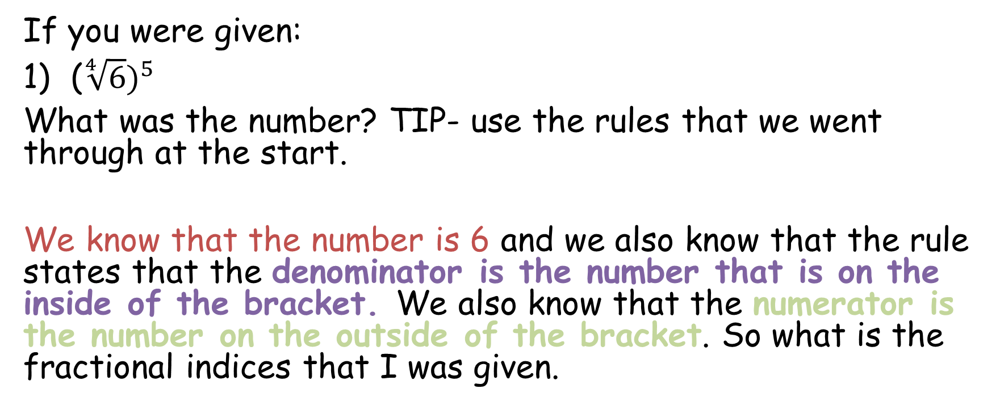 If you were given:
1) (∜6)⁵
What was the number? TIP- use the rules that we went
through at the start.
We know that the number is 6 and we also know that the rule
states that the denominator is the number that is on the
inside of the bracket. We also know that the numerator is
the number on the outside of the bracket. So what is the
fractional indices that I was given.